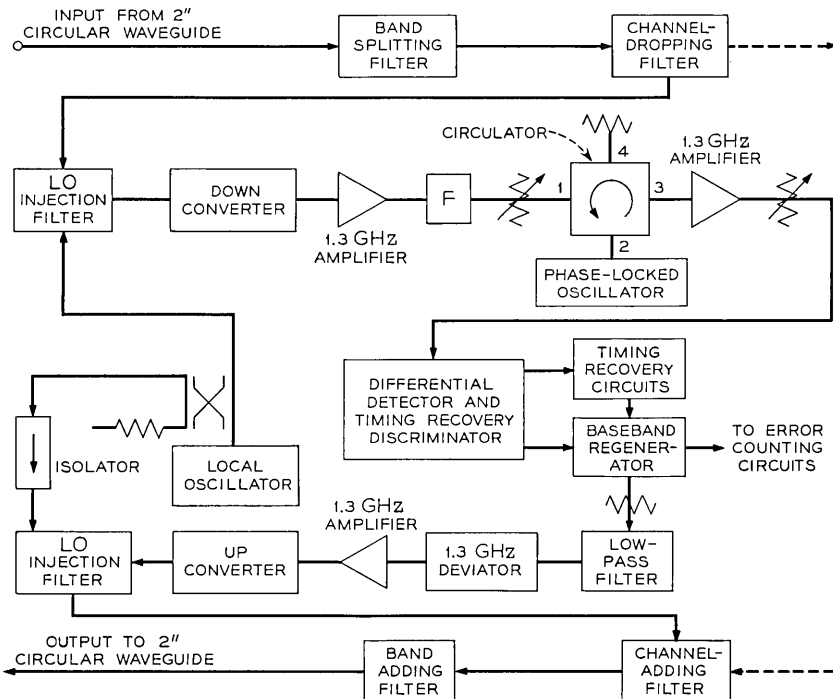 INPUT FROM 2"
CIRCULAR WAVEGUIDE
BAND
SPLITTING
FILTER
CHANNEL-
DROPPING
FILTER
LO
INJECTION
FILTER
DOWN
CONVERTER
1.3 GHz
AMPLIFIER
F
CIRCULATOR
1
4
3
2
1.3 GHz
AMPLIFIER
PHASE-LOCKED
OSCILLATOR
DIFFERENTIAL
DETECTOR AND
TIMING RECOVERY
DISCRIMINATOR
TIMING
RECOVERY
CIRCUITS
BASEBAND
REGENER-
ATOR
TO ERROR
COUNTING
CIRCUITS
ISOLATOR
LOCAL
OSCILLATOR
LO
INJECTION
FILTER
UP
CONVERTER
1.3 GHz
AMPLIFIER
1.3 GHz
DEVIATOR
LOW-
PASS
FILTER
OUTPUT TO 2"
CIRCULAR WAVEGUIDE
BAND
ADDING
FILTER
CHANNEL-
ADDING
FILTER